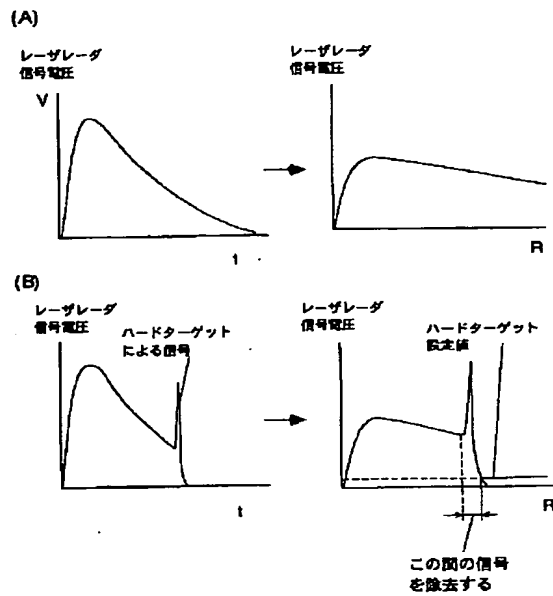 (A)
レーザレーダ
信号電圧
V
t
レーザレーダ
信号電圧
R
(B)
レーザレーダ
信号電圧
ハードターゲット
による信号
t
レーザレーダ
信号電圧
ハードターゲット
設定値
R
この間の信号
を除去する